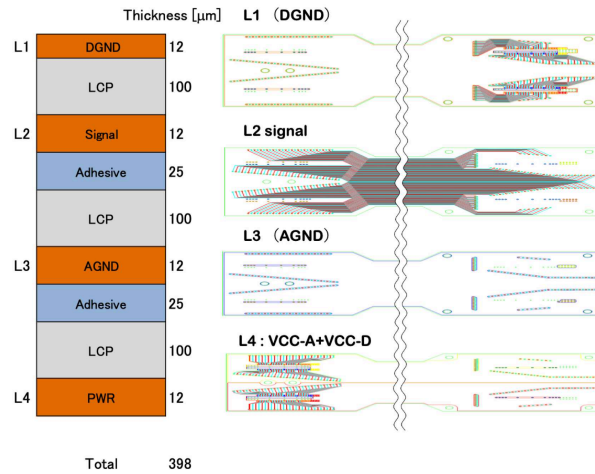 Thickness [μm]
L1 DGND 12
LCP 100
L2 Signal 12
Adhesive 25
LCP 100
L3 AGND 12
Adhesive 25
LCP 100
L4 PWR 12
Total 398
L1 （DGND）
L2 signal
L3 （AGND）
L4 : VCC-A+VCC-D